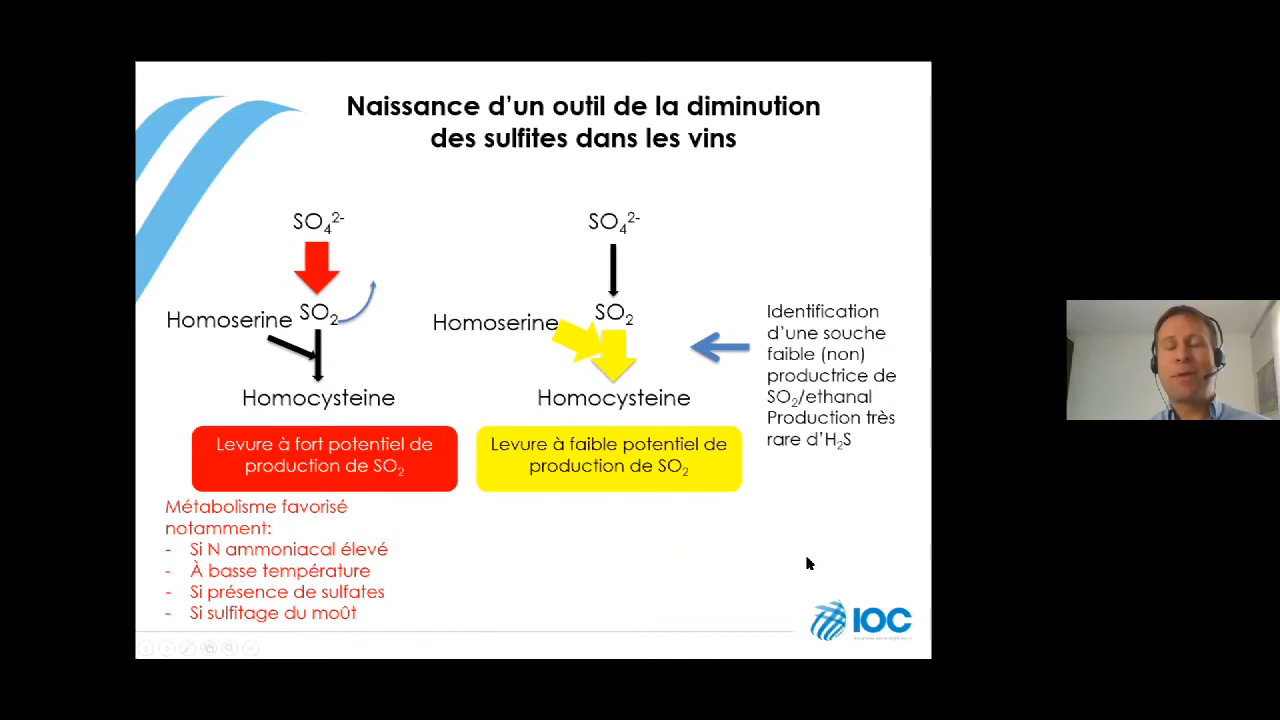 Naissance d'un outil de la diminution
des sulfites dans les vins
SO₄²⁻
SO₂
Homoserine
Homocysteine
Levure à fort potentiel de
production de SO₂
Métabolisme favorisé
notamment:
- Si N ammoniacal élevé
- À basse température
- Si présence de sulfates
- Si sulfitage du moût
SO₄²⁻
SO₂
Homoserine
Homocysteine
Levure à faible potentiel de
production de SO₂
Identification
d'une souche
faible (non)
productrice de
SO₂/ethanal
Production très
rare d'H₂S
IOC